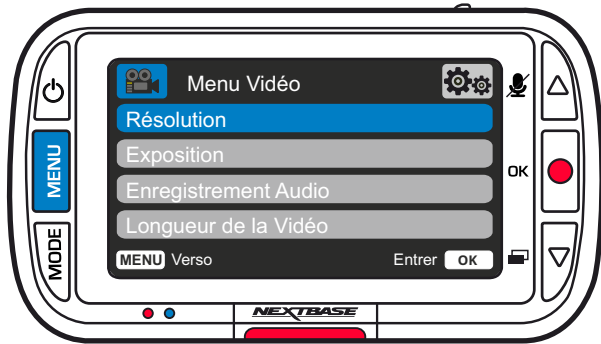 Menu Vidéo
Résolution
Exposition
Enregistrement Audio
Longueur de la Vidéo
MENU Verso Entrer OK
MENU
MODE
OK
NEXTBASE